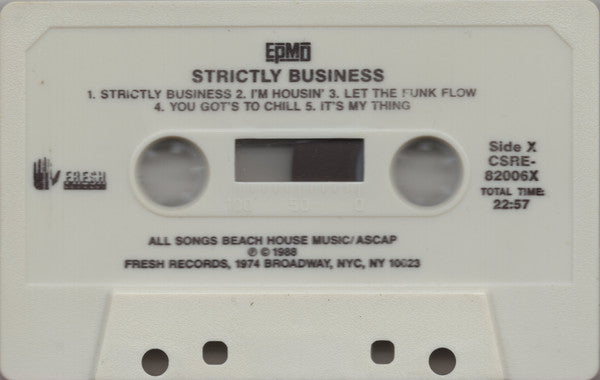 EPMD
STRICTLY BUSINESS
1. STRICTLY BUSINESS 2. I'M HOUSIN' 3. LET THE FUNK FLOW
4. YOU GOT'S TO CHILL 5. IT'S MY THING
FRESH
RECORDS
Side X
CSRE-
82006X
TOTAL TIME:
22:57
100 50 0
ALL SONGS BEACH HOUSE MUSIC/ASCAP
℗ © 1988
FRESH RECORDS, 1974 BROADWAY, NYC, NY 10023